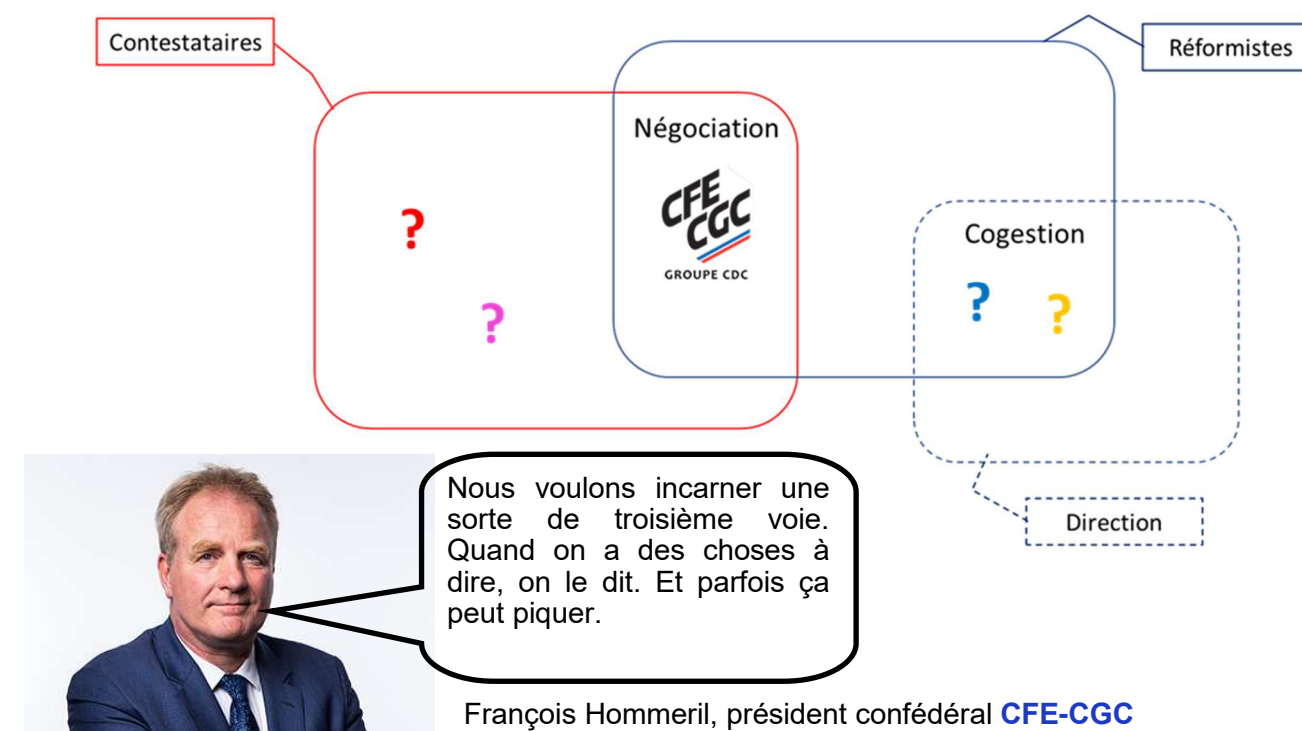 Contestataires
Réformistes
Négociation
CFE
CGC
GROUPE CDC
?
?
Cogestion
?
?
Direction
Nous voulons incarner une
sorte de troisième voie.
Quand on a des choses à
dire, on le dit. Et parfois ça
peut piquer.
François Hommeril, président confédéral CFE-CGC